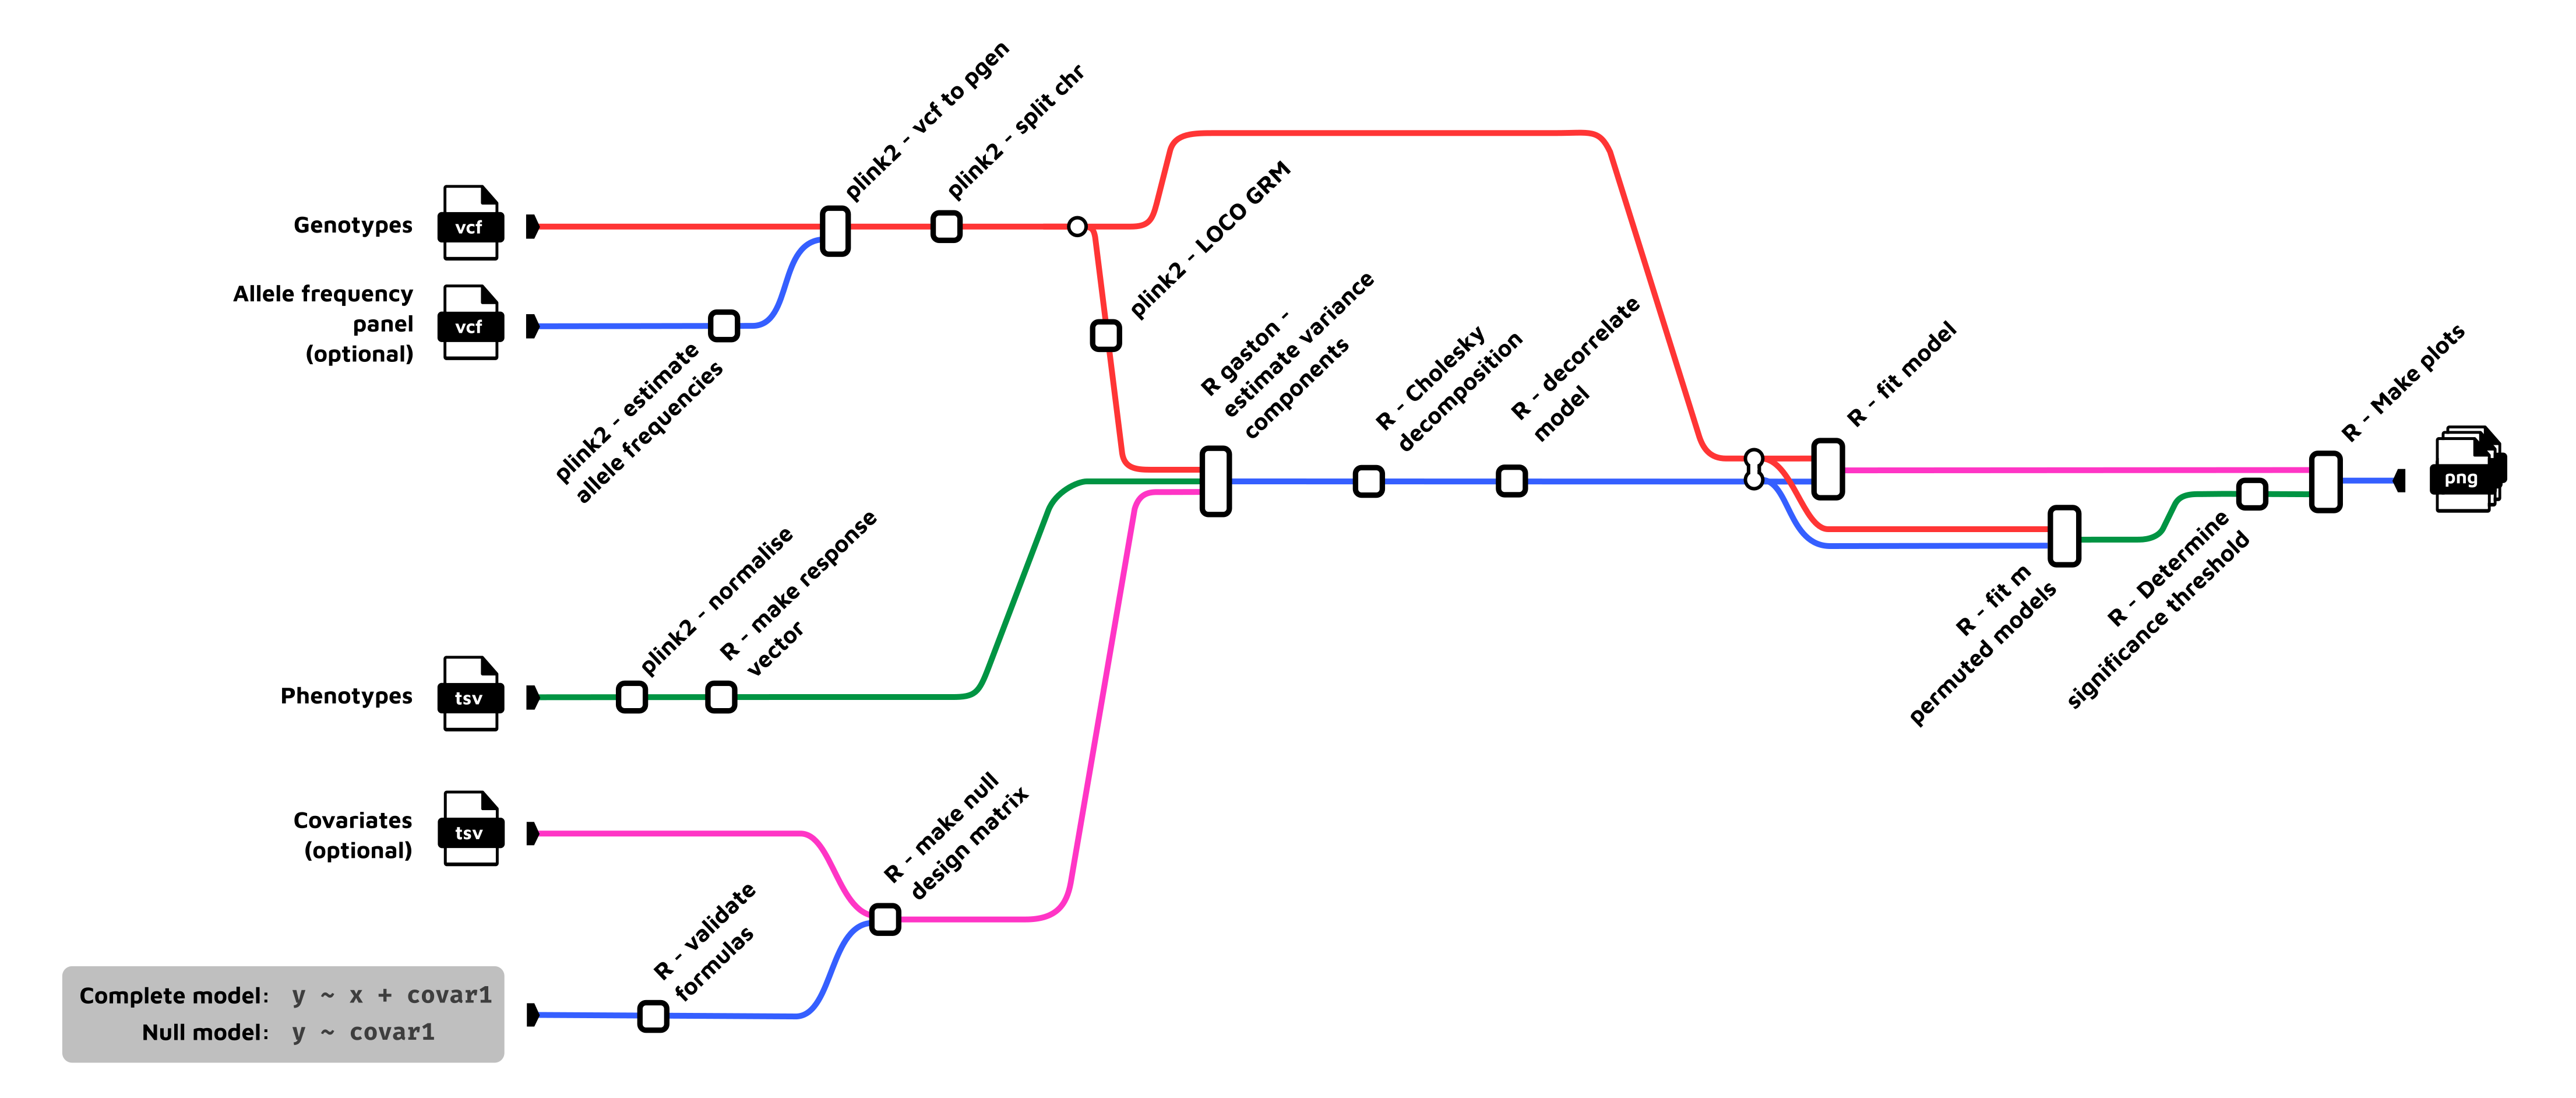 plink2 - vcf to pgen
plink2 - split chr
Genotypes
vcf
plink2 - LOCO GRM
Allele frequency
panel
(optional)
vcf
plink2 - estimate
allele frequencies
R gaston -
estimate variance
components
R - Cholesky
decomposition
R - decorrelate
model
R - fit model
R - Make plots
png
R - fit m
permuted models
R - Determine
significance threshold
Phenotypes
tsv
plink2 - normalise
R - make response
vector
Covariates
(optional)
tsv
R - make null
design matrix
R - validate
formulas
Complete model: y ~ x + covar1
Null model: y ~ covar1